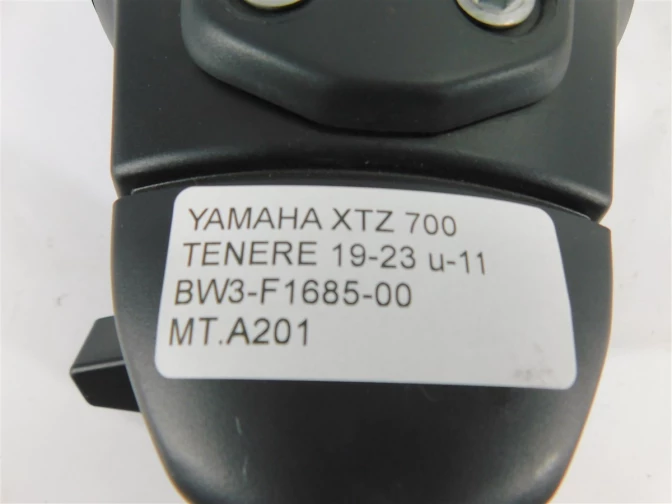 YAMAHA XTZ 700
TENERE 19-23 u-11
BW3-F1685-00
MT.A201